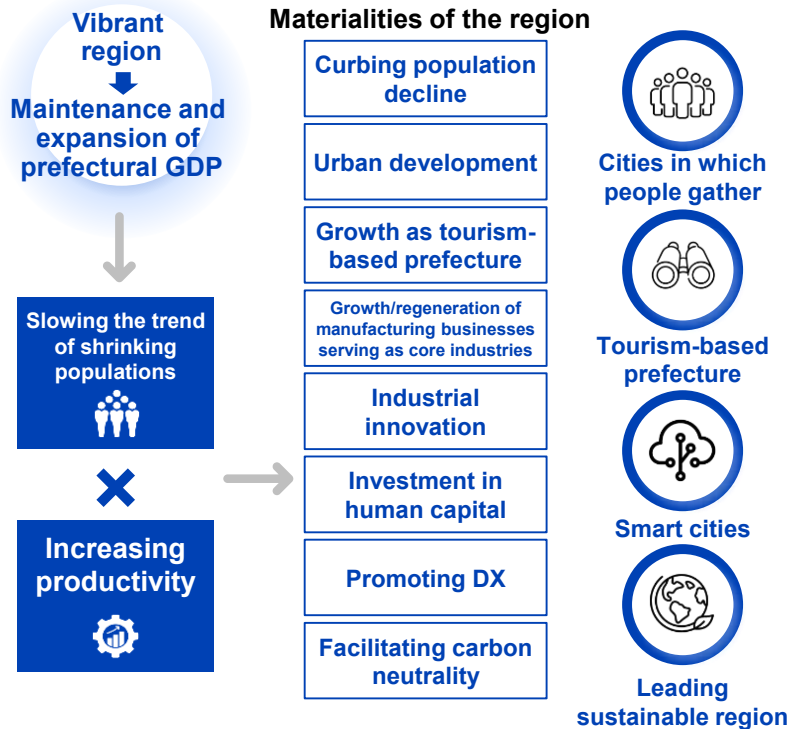 Vibrant
region
Maintenance and
expansion of
prefectural GDP
Slowing the trend
of shrinking
populations
Increasing
productivity
Materialities of the region
Curbing population
decline
Urban development
Growth as tourism-
based prefecture
Growth/regeneration of
manufacturing businesses
serving as core industries
Industrial
innovation
Investment in
human capital
Promoting DX
Facilitating carbon
neutrality
Cities in which
people gather
Tourism-based
prefecture
Smart cities
Leading
sustainable region